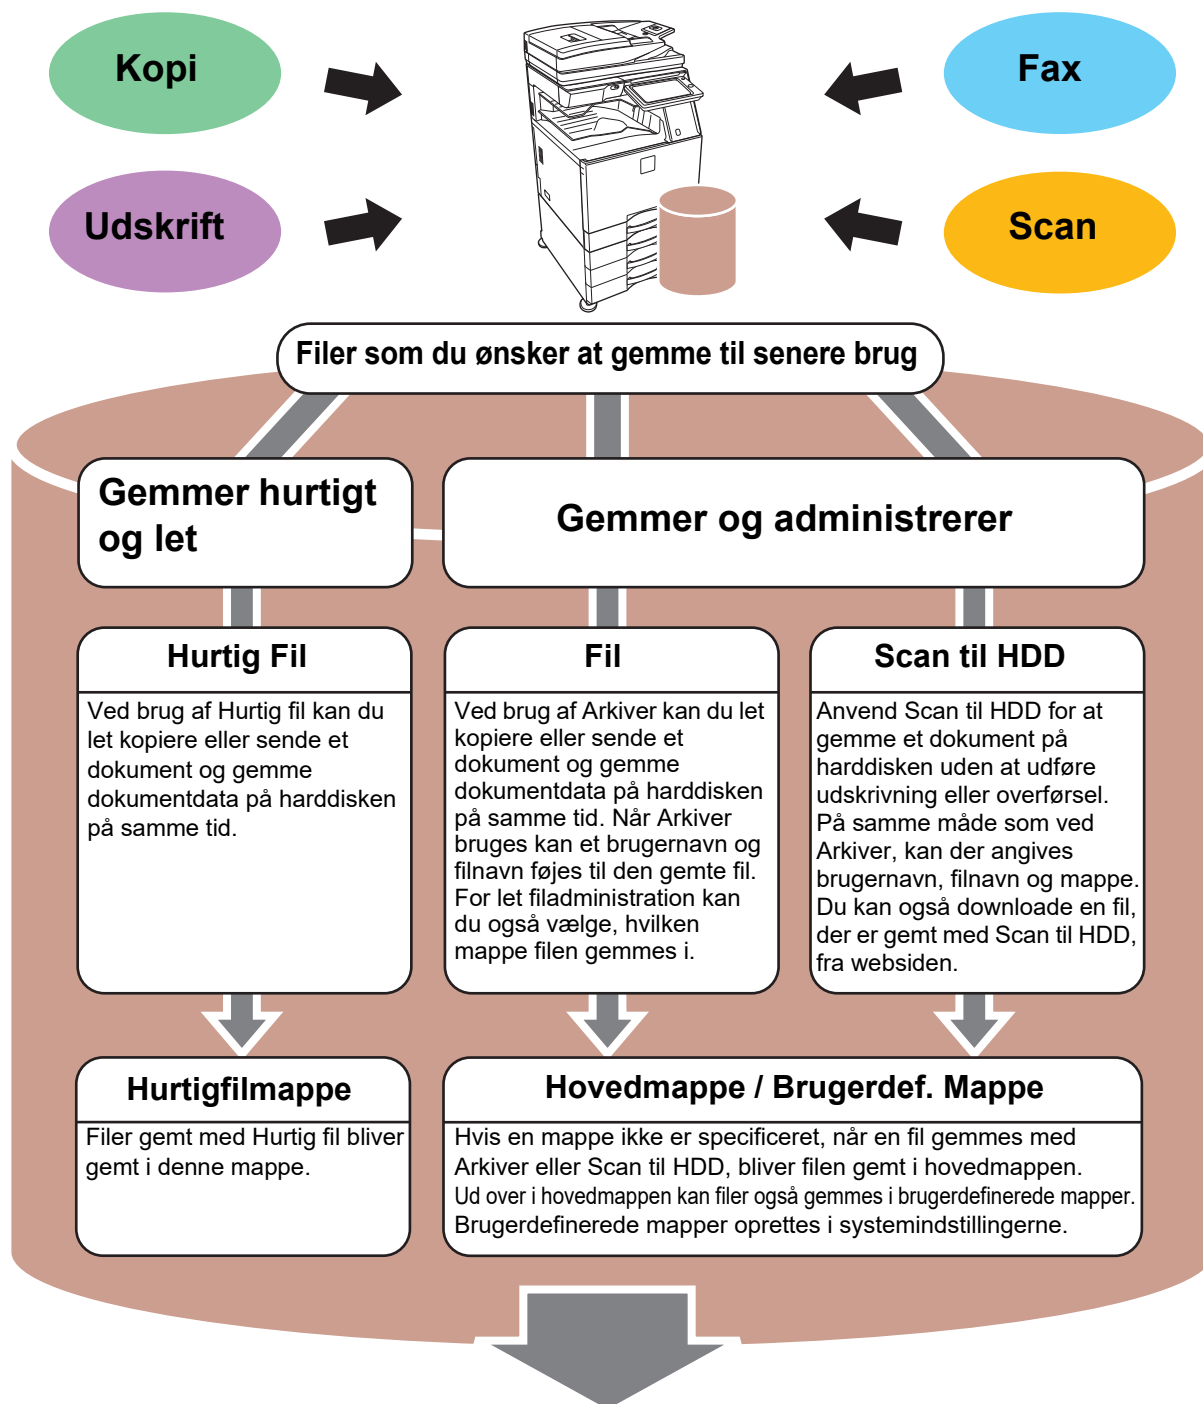 Kopi
Fax
Udskrift
Scan
Filer som du ønsker at gemme til senere brug
Gemmer hurtigt
og let
Gemmer og administrerer
Hurtig Fil
Ved brug af Hurtig fil kan du
let kopiere eller sende et
dokument og gemme
dokumentdata på harddisken
på samme tid.
Fil
Ved brug af Arkiver kan du let
kopiere eller sende et
dokument og gemme
dokumentdata på harddisken
på samme tid. Når Arkiver
bruges kan et brugernavn og
filnavn føjes til den gemte fil.
For let filadministration kan
du også vælge, hvilken
mappe filen gemmes i.
Scan til HDD
Anvend Scan til HDD for at
gemme et dokument på
harddisken uden at udføre
udskrivning eller overførsel.
På samme måde som ved
Arkiver, kan der angives
brugernavn, filnavn og mappe.
Du kan også downloade en fil,
der er gemt med Scan til HDD,
fra websiden.
Hurtigfilmappe
Filer gemt med Hurtig fil bliver
gemt i denne mappe.
Hovedmappe / Brugerdef. Mappe
Hvis en mappe ikke er specificeret, når en fil gemmes med
Arkiver eller Scan til HDD, bliver filen gemt i hovedmappen.
Ud over i hovedmappen kan filer også gemmes i brugerdefinerede mapper.
Brugerdefinerede mapper oprettes i systemindstillingerne.